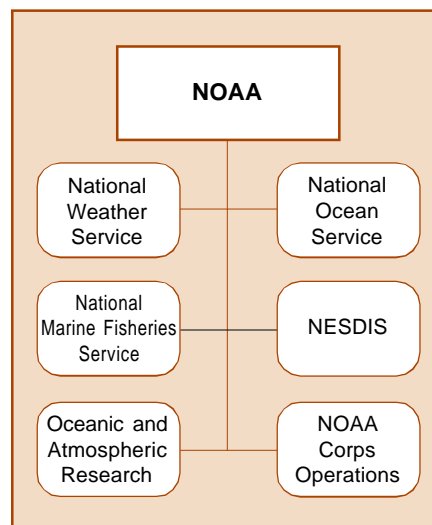 NOAA
National
Weather
Service
National
Ocean
Service
National
Marine Fisheries
Service
NESDIS
Oceanic and
Atmospheric
Research
NOAA
Corps
Operations